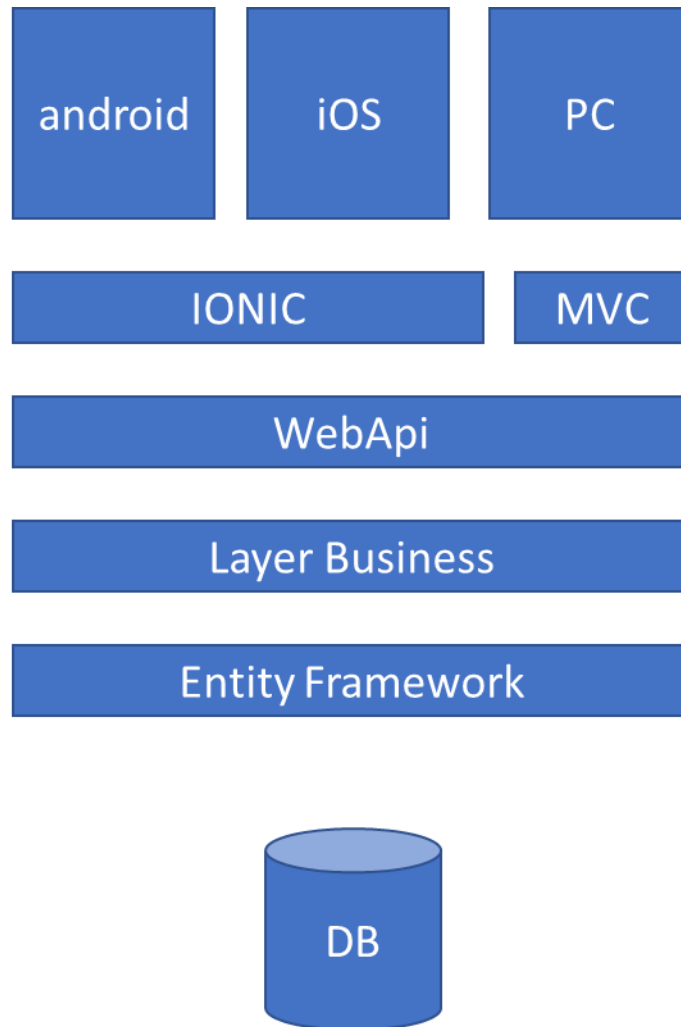 android
iOS
PC
IONIC
MVC
WebApi
Layer Business
Entity Framework
DB